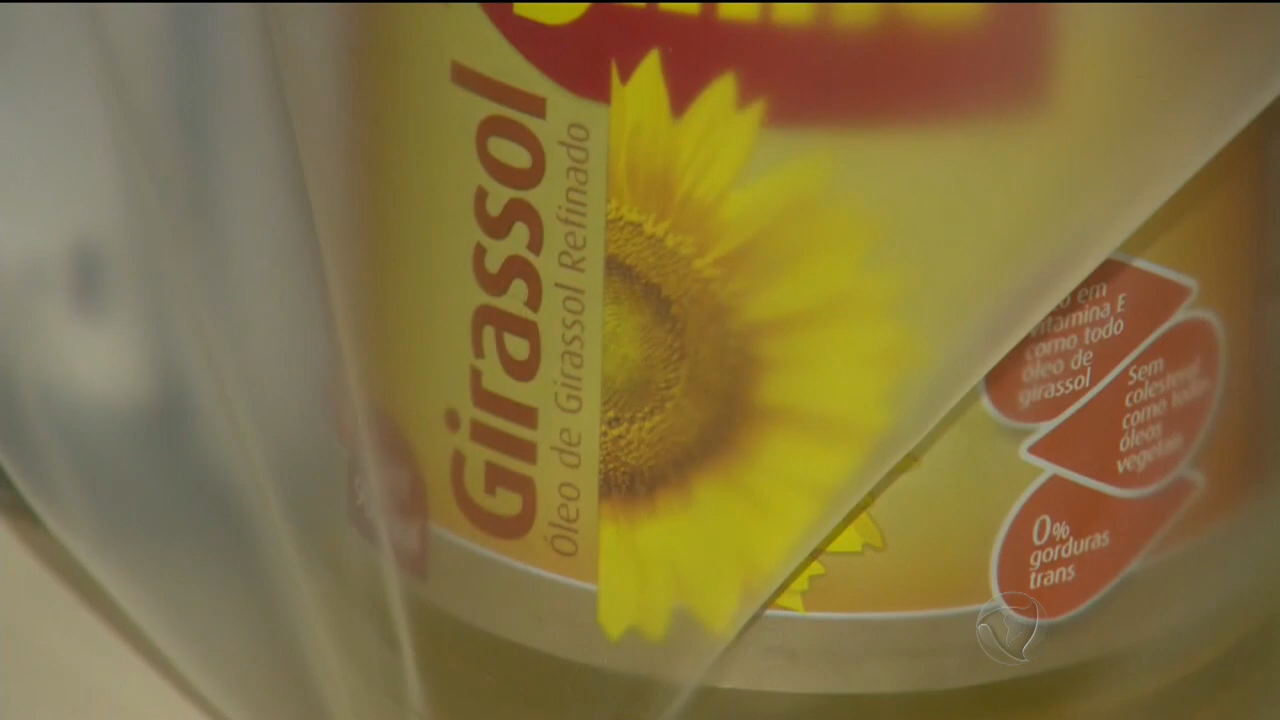 Girassol
Óleo de Girassol Refinado
em
vitamina E
como todo
óleo de
girassol
Sem
como todos
óleos
vegetais
0%
gorduras
trans